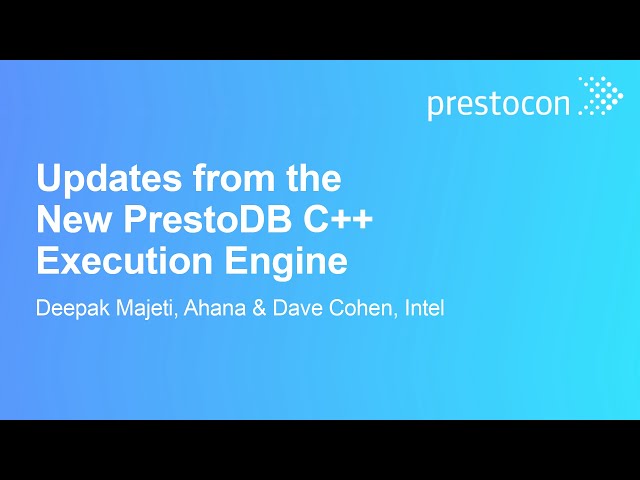 prestocon
Updates from the
New PrestoDB C++
Execution Engine
Deepak Majeti, Ahana & Dave Cohen, Intel